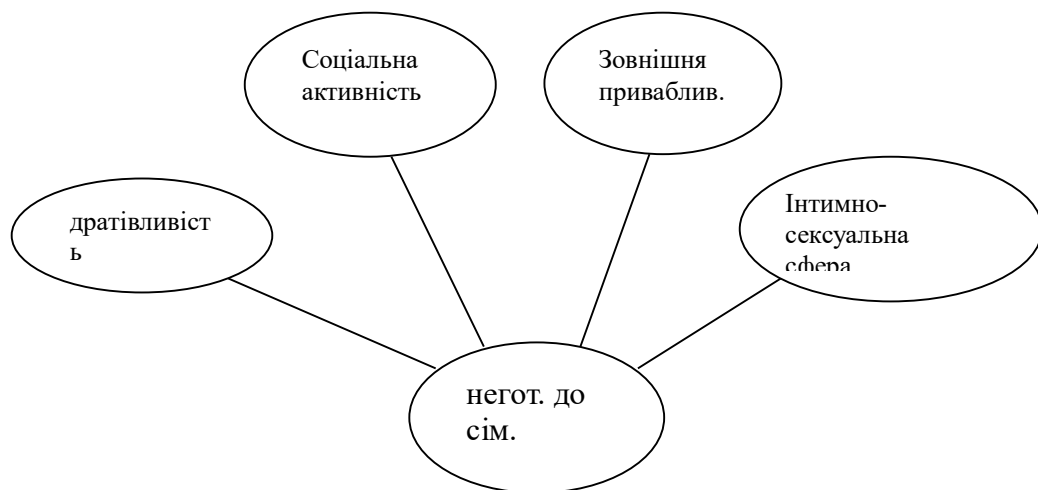 Соціальна
активність
Зовнішня
приваблив.
дратівливіст
ь
Інтимно-
сексуальна
сфера
негот. до
сім.